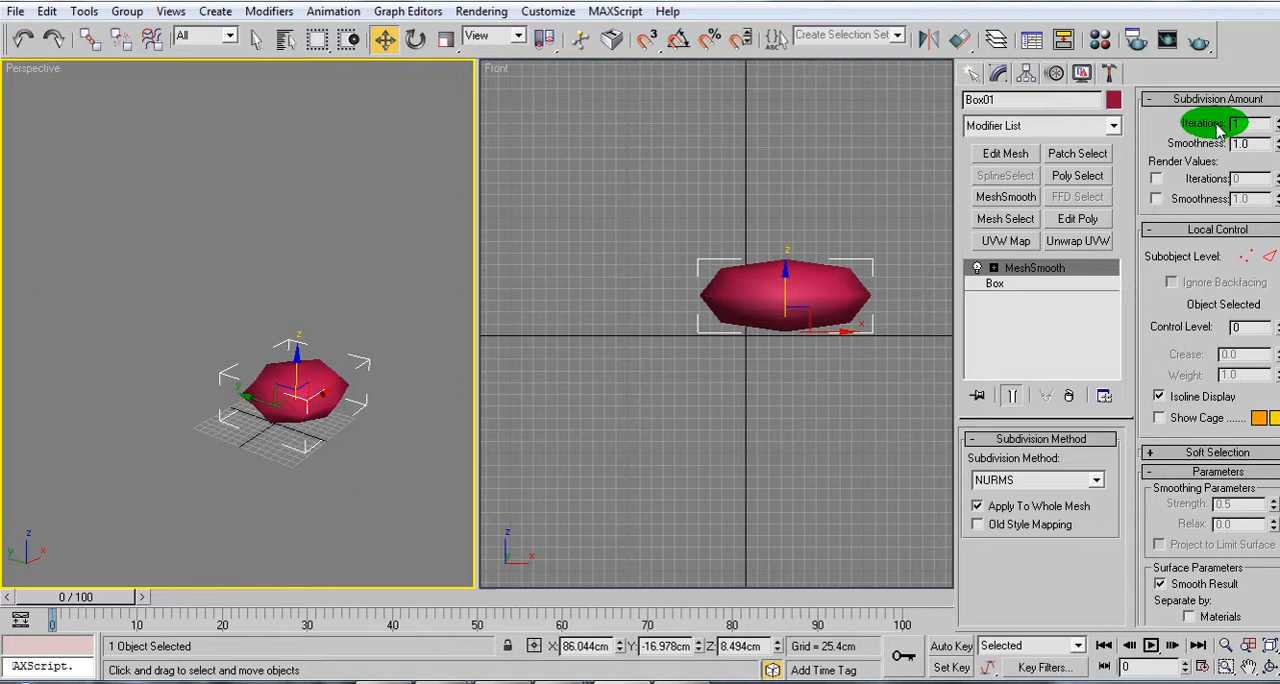 File Edit Tools Group Views Create Modifiers Animation Graph Editors Rendering Customize MAXScript Help
All View Create Selection Set
Perspective
Front
Box01
Modifier List
Edit Mesh Patch Select
SplineSelect Poly Select
MeshSmooth FFD Select
Mesh Select Edit Poly
UVW Map Unwrap UVW
MeshSmooth
Box
Subdivision Method
Subdivision Method:
NURMS
Apply To Whole Mesh
Old Style Mapping
Subdivision Amount
Iterations: 1
Smoothness: 1.0
Render Values:
Iterations: 0
Smoothness: 1.0
Local Control
Subobject Level:
Ignore Backfacing
Object Selected
Control Level: 0
Crease: 0.0
Weight: 1.0
Isoline Display
Show Cage ......
Soft Selection
Parameters
Smoothing Parameters
Strength: 0.5
Relax: 0.0
Project to Limit Surface
Surface Parameters
Smooth Result
Separate by:
Materials
z
y
x
z
x
z
y x
z
y x
0 / 100
0 10 20 30 40 50 60 70 80 90 100
1 Object Selected X: 86.044cm Y: -16.978cm Z: 8.494cm Grid = 25.4cm Auto Key Selected
AXScript. Click and drag to select and move objects Add Time Tag Set Key Key Filters... 0